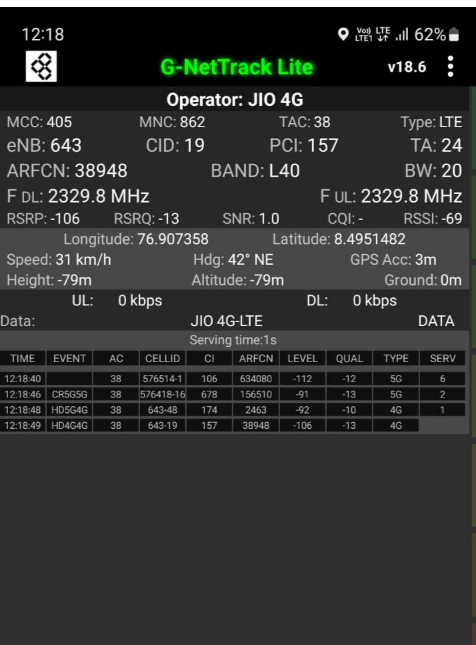 12:18 Vo)) LTE1 LTE 62%
G-NetTrack Lite v18.6
Operator: JIO 4G
MCC: 405 MNC: 862 TAC: 38 Type: LTE
eNB: 643 CID: 19 PCI: 157 TA: 24
ARFCN: 38948 BAND: L40 BW: 20
F DL: 2329.8 MHz F UL: 2329.8 MHz
RSRP: -106 RSRQ: -13 SNR: 1.0 CQI: - RSSI: -69
Longitude: 76.907358 Latitude: 8.4951482
Speed: 31 km/h Hdg: 42° NE GPS Acc: 3m
Height: -79m Altitude: -79m Ground: 0m
UL: 0 kbps DL: 0 kbps
Data: JIO 4G-LTE DATA
Serving time:1s
TIME EVENT AC CELLID CI ARFCN LEVEL QUAL TYPE SERV
12:18:40 38 576514-1 106 634080 -112 -12 5G 6
12:18:46 CR5G5G 38 576418-16 678 156510 -91 -13 5G 2
12:18:48 HD5G4G 38 643-48 174 2463 -92 -10 4G 1
12:18:49 HD4G4G 38 643-19 157 38948 -106 -13 4G